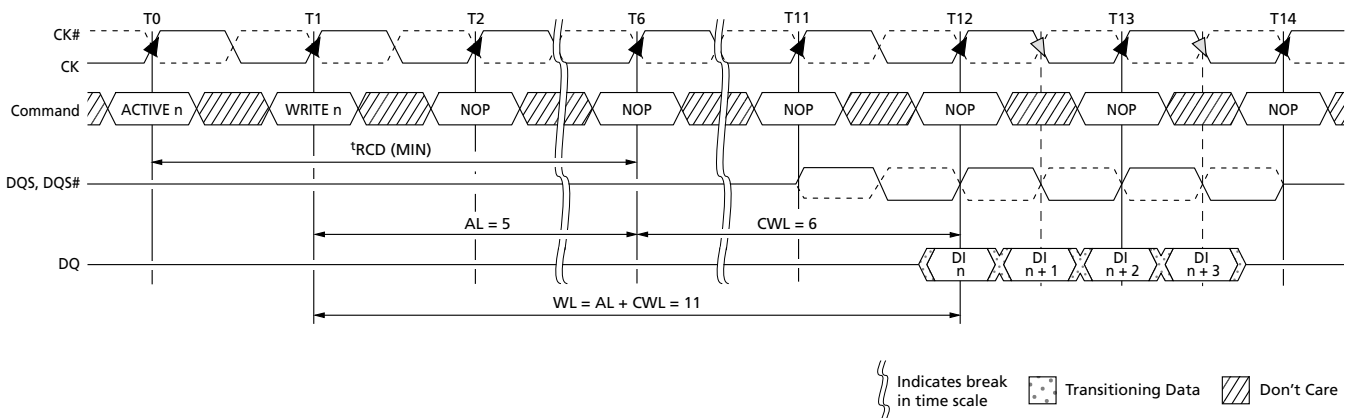 T0 T1 T2 T6 T11 T12 T13 T14
CK#
CK
Command ACTIVE n WRITE n NOP NOP NOP NOP NOP NOP
tRCD (MIN)
DQS, DQS#
AL = 5 CWL = 6
DQ DI n DI n + 1 DI n + 2 DI n + 3
WL = AL + CWL = 11
Indicates break
in time scale
Transitioning Data
Don't Care